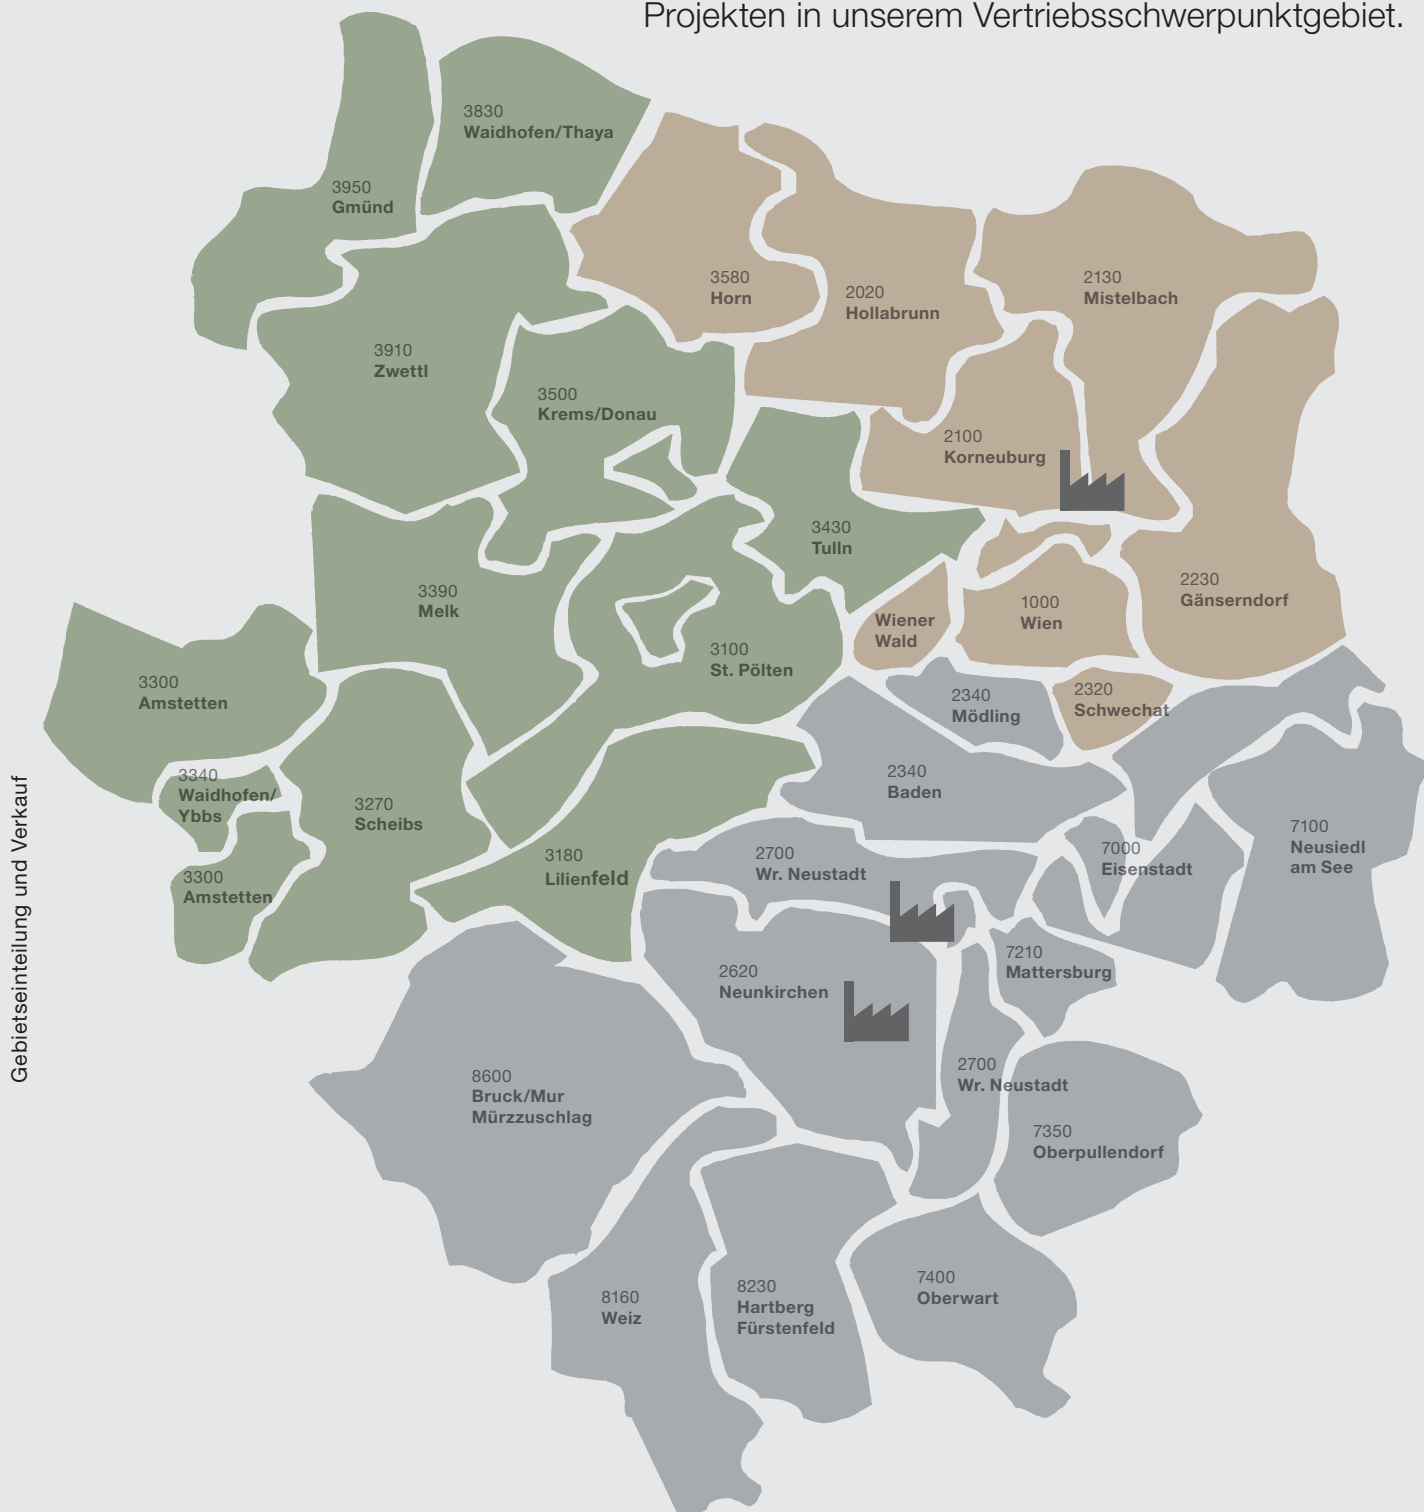 Projekten in unserem Vertriebsschwerpunktgebiet.
3830
Waidhofen/Thaya
3950
Gmünd
3580
Horn
2020
Hollabrunn
2130
Mistelbach
3910
Zwettl
3500
Krems/Donau
2100
Korneuburg
3430
Tulln
3390
Melk
2230
Gänserndorf
1000
Wien
Wiener
Wald
3100
St. Pölten
3300
Amstetten
2340
Mödling
2320
Schwechat
3340
Waidhofen/
Ybbs
3270
Scheibs
2340
Baden
7100
Neusiedl
am See
7000
Eisenstadt
2700
Wr. Neustadt
3180
Lilienfeld
3300
Amstetten
7210
Mattersburg
2620
Neunkirchen
2700
Wr. Neustadt
8600
Bruck/Mur
Mürzzuschlag
7350
Oberpullendorf
8160
Weiz
8230
Hartberg
Fürstenfeld
7400
Oberwart
Gebietseinteilung und Verkauf